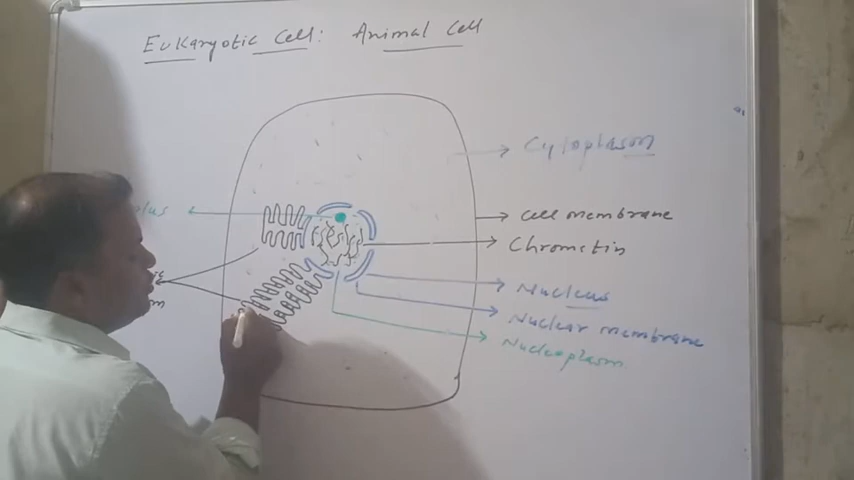 Eukaryotic Cell: Animal Cell
Cytoplasm
Cell membrane
Chromatin
Nucleus
Nuclear membrane
Nucleoplasm